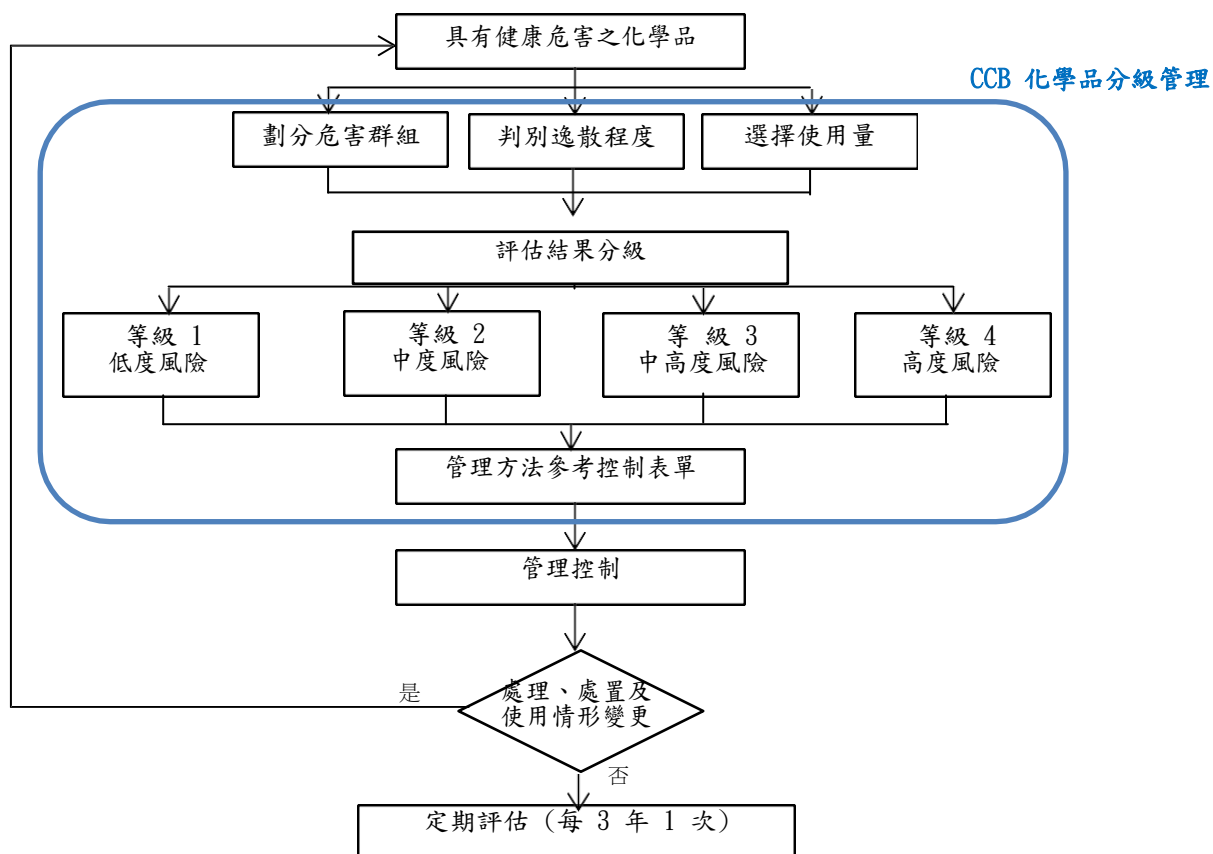 具有健康危害之化學品
CCB 化學品分級管理
劃分危害群組
判別逸散程度
選擇使用量
評估結果分級
等級 1
低度風險
等級 2
中度風險
等 級 3
中高度風險
等級 4
高度風險
管理方法參考控制表單
管理控制
是
處理、處置及
使用情形變更
否
定期評估 (每 3 年 1 次)